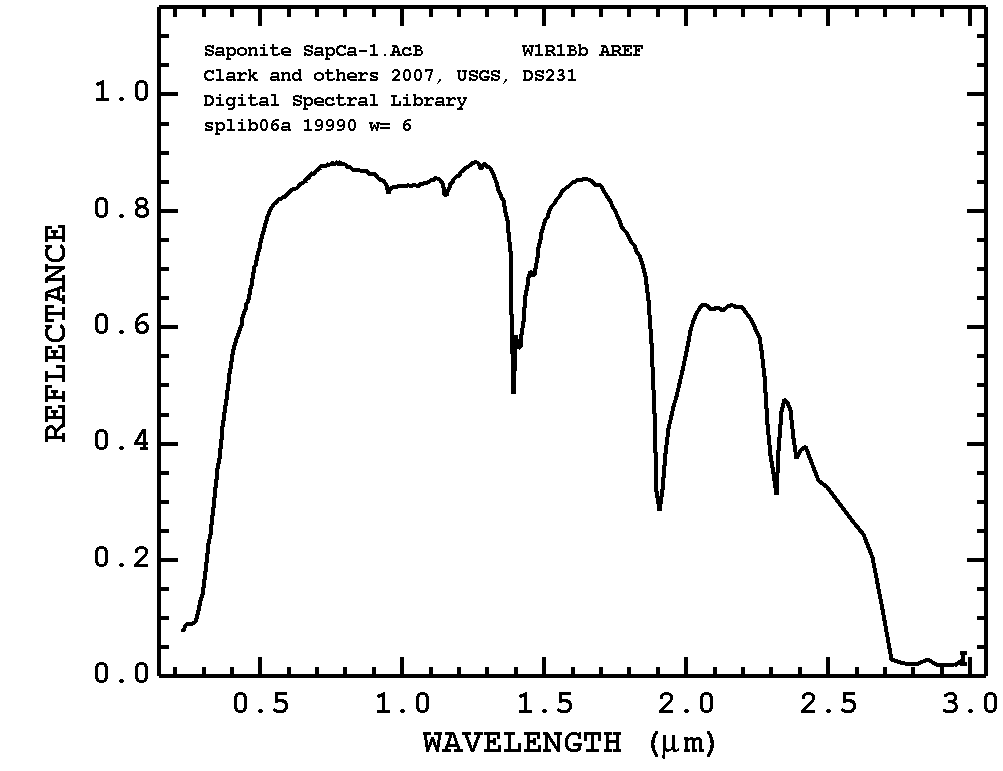 Saponite SapCa-1.AcB W1R1Bb AREF
Clark and others 2007, USGS, DS231
Digital Spectral Library
splib06a 19990 w= 6
1.0
0.8
0.6
0.4
0.2
0.0
REFLECTANCE
0.5 1.0 1.5 2.0 2.5 3.0
WAVELENGTH (μm)